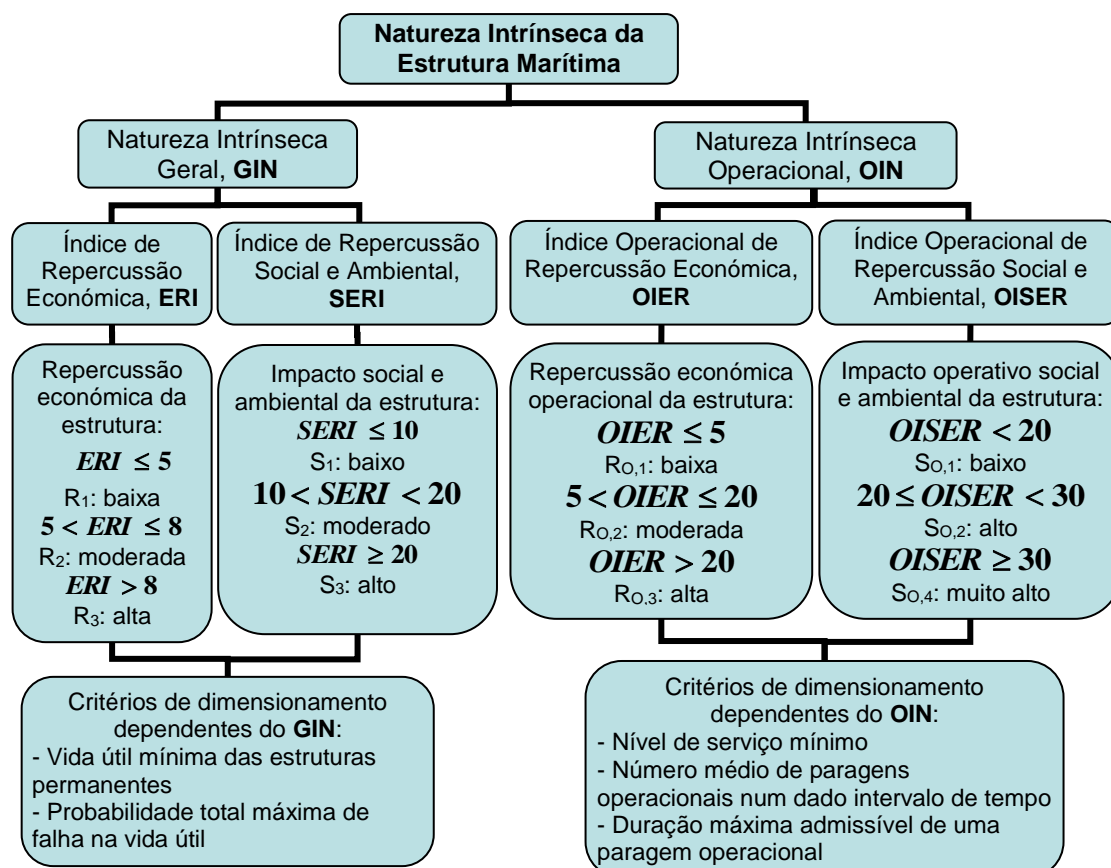 Natureza Intrínseca da
Estrutura Marítima
Natureza Intrínseca
Geral, GIN
Natureza Intrínseca
Operacional, OIN
Índice de
Repercussão
Económica, ERI
Índice de Repercussão
Social e Ambiental,
SERI
Índice Operacional de
Repercussão Económica,
OIER
Índice Operacional de
Repercussão Social e
Ambiental, OISER
Repercussão
económica da
estrutura:
ERI ≤ 5
R1: baixa
5 < ERI ≤ 8
R2: moderada
ERI > 8
R3: alta
Impacto social e
ambiental da estrutura:
SERI ≤ 10
S1: baixo
10 < SERI < 20
S2: moderado
SERI ≥ 20
S3: alto
Repercussão económica
operacional da estrutura:
OIER ≤ 5
RO,1: baixa
5 < OIER ≤ 20
RO,2: moderada
OIER > 20
RO,3: alta
Impacto operativo social
e ambiental da estrutura:
OISER < 20
SO,1: baixo
20 ≤ OISER < 30
SO,2: alto
OISER ≥ 30
SO,4: muito alto
Critérios de dimensionamento
dependentes do GIN:
- Vida útil mínima das estruturas
permanentes
- Probabilidade total máxima de
falha na vida útil
Critérios de dimensionamento
dependentes do OIN:
- Nível de serviço mínimo
- Número médio de paragens
operacionais num dado intervalo de tempo
- Duração máxima admissível de uma
paragem operacional